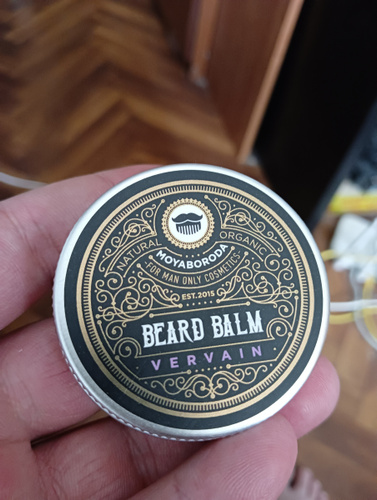 NATURAL ORGANIC
MOYABORODA
FOR MAN ONLY COSMETICS
EST.2015
BEARD BALM
VERVAIN